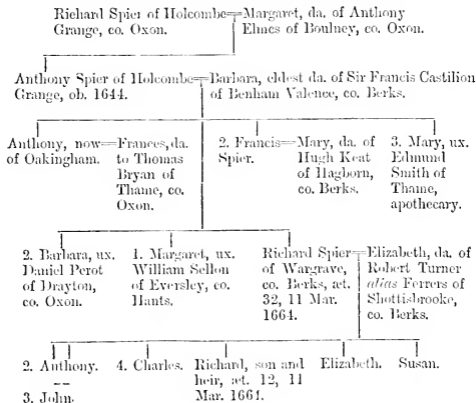 Richard Spier of Holcombe=Margaret, da. of Anthony
Grange, co. Oxon. Elmes of Boulney, co. Oxon.
Anthony Spier of Holcombe=Barbara, eldest da. of Sir Francis Castilion
Grange, ob. 1644. of Benham Valence, co. Berks.
Anthony, now=Frances, da.
of Oakingham. to Thomas
Bryan of
Thame, co.
Oxon.
2. Francis=Mary, da. of
Spier. Hugh Keat
of Hagborn,
co. Berks.
3. Mary, ux.
Edmund
Smith of
Thame,
apothecary.
2. Barbara, ux.
Daniel Perot
of Drayton,
co. Oxon.
1. Margaret, ux.
William Sellon
of Eversley, co.
Hants.
Richard Spier=Elizabeth, da. of
of Wargrave, Robert Turner
co. Berks, æt. alias Ferrers of
32, 11 Mar. Shottisbrooke,
1664. co. Berks.
2. Anthony.
--
3. John.
4. Charles.
Richard, son and
heir, æt. 12, 11
Mar. 1664.
Elizabeth.
Susan.